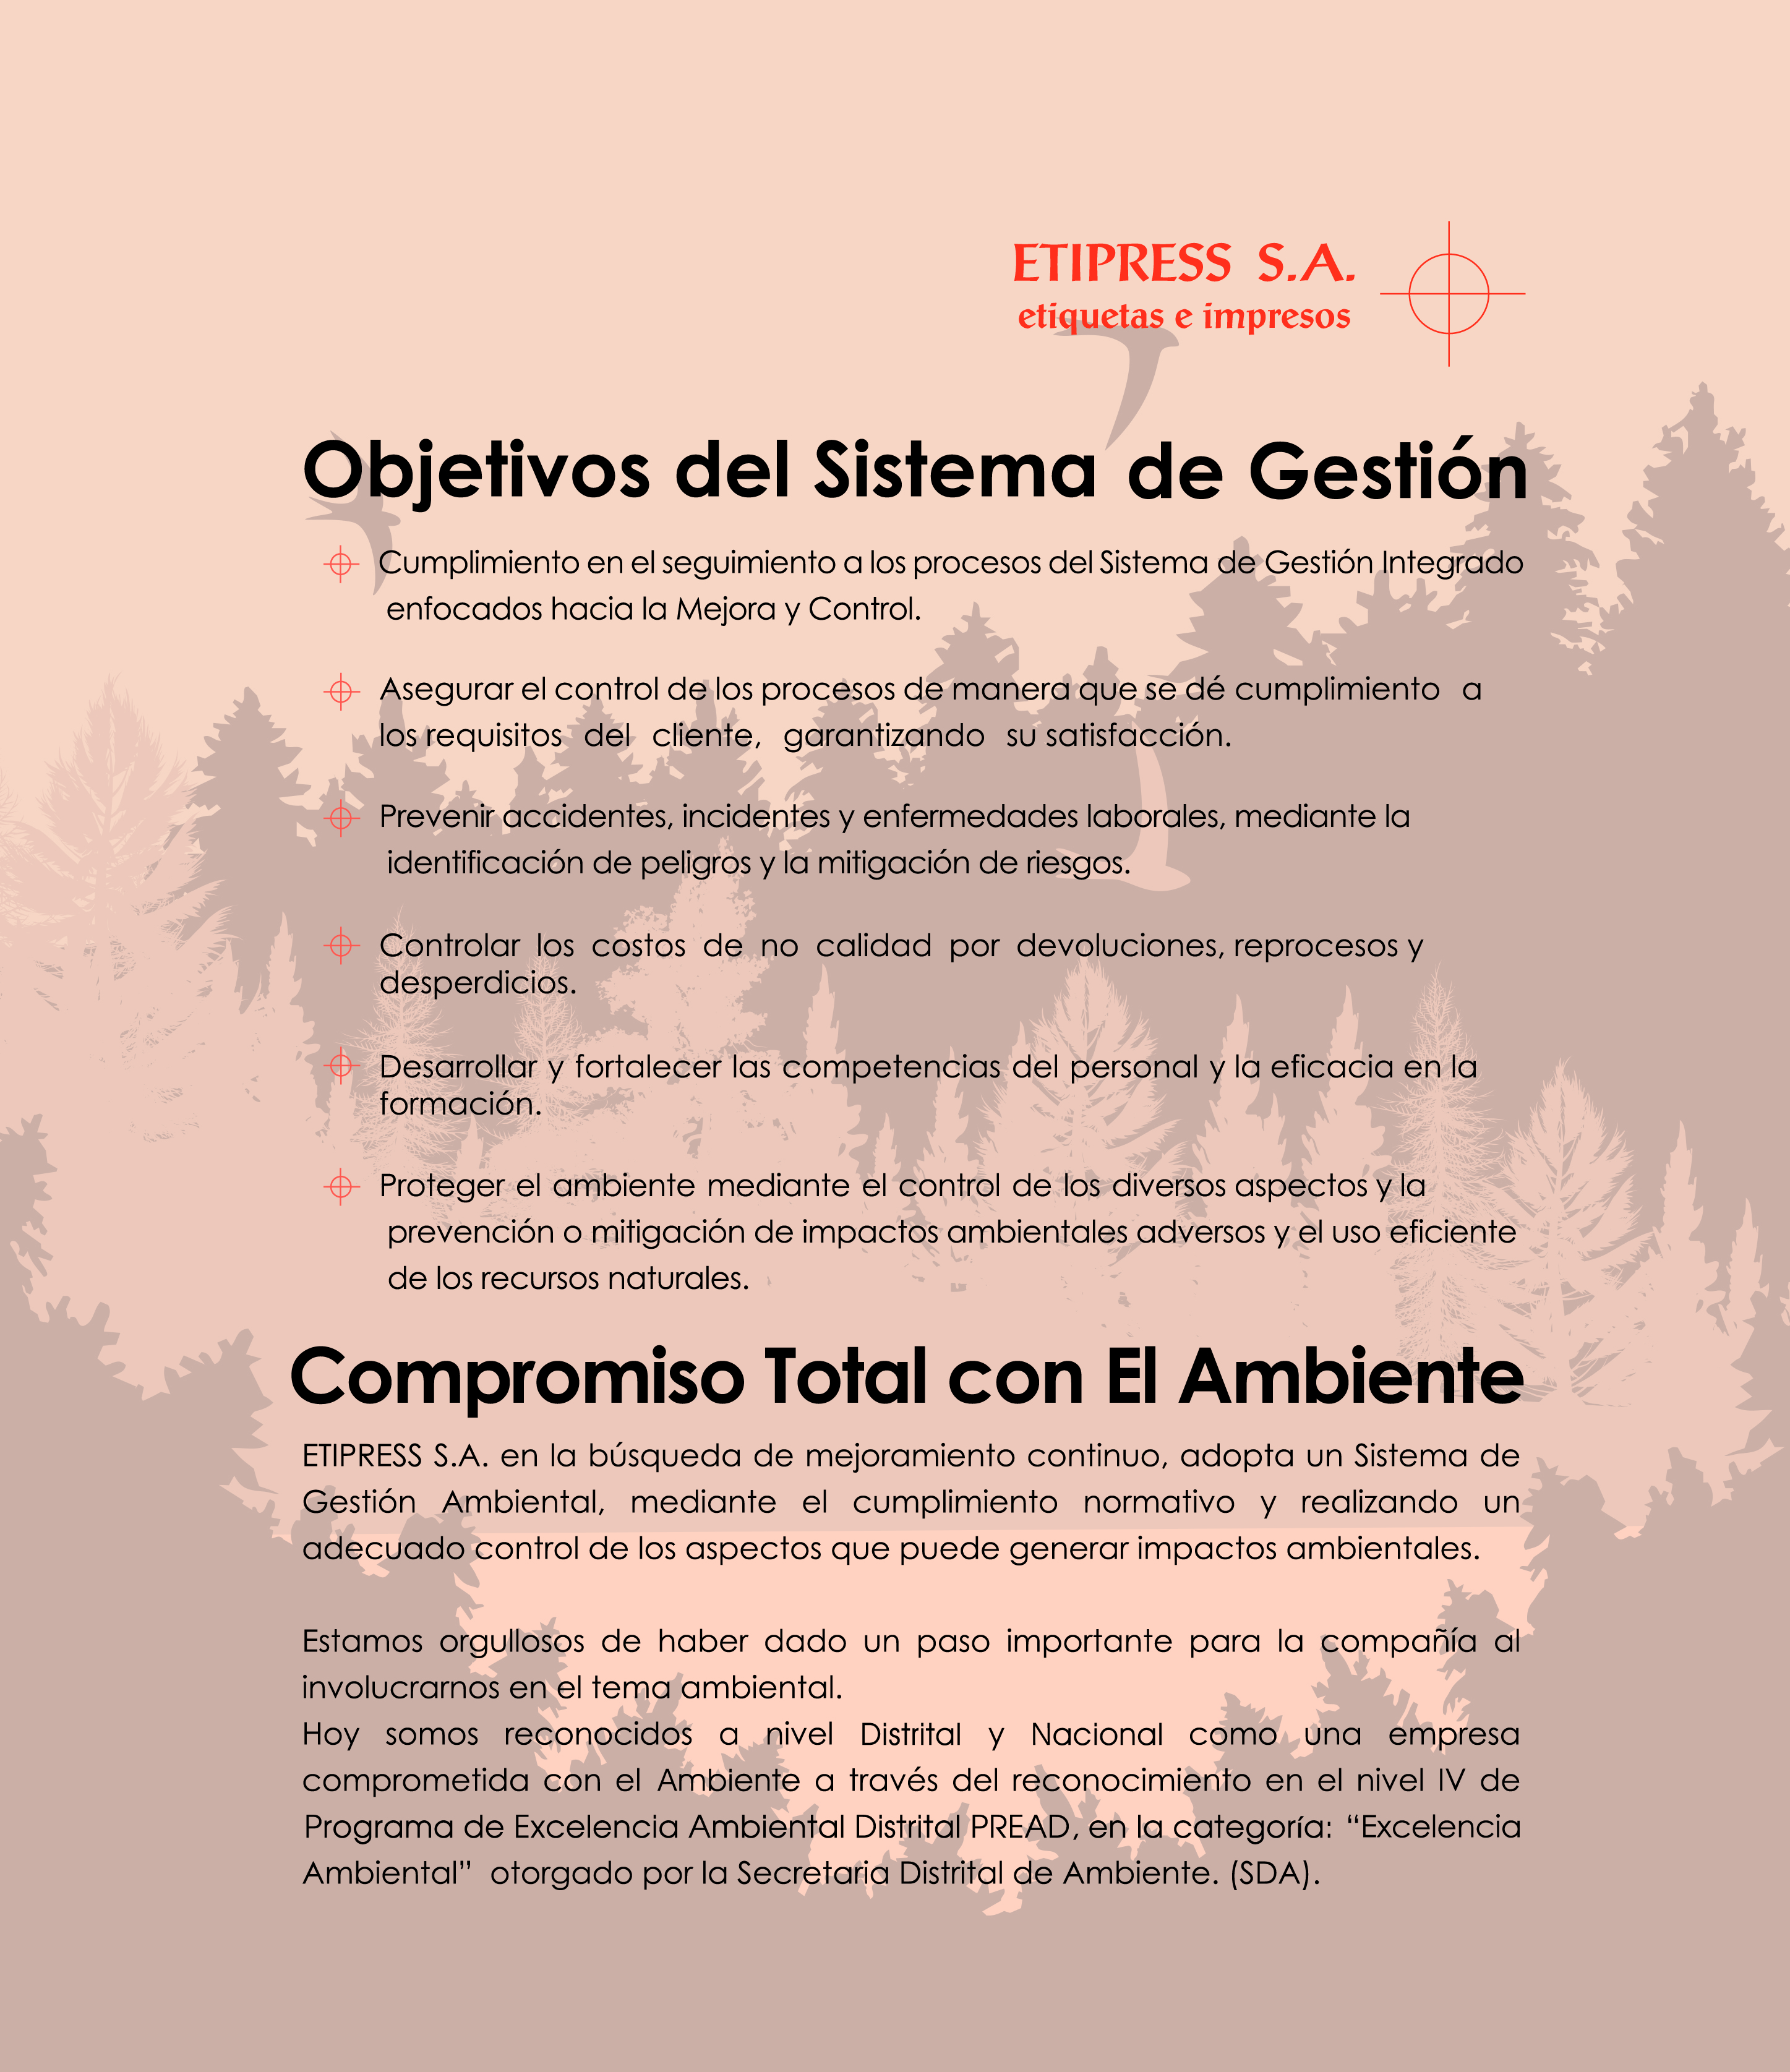 ETIPRESS S.A.
etiquetas e impresos
Objetivos del Sistema de Gestión
Cumplimiento en el seguimiento a los procesos del Sistema de Gestión Integrado
enfocados hacia la Mejora y Control.
Asegurar el control de los procesos de manera que se dé cumplimiento a
los requisitos del cliente, garantizando su satisfacción.
Prevenir accidentes, incidentes y enfermedades laborales, mediante la
identificación de peligros y la mitigación de riesgos.
Controlar los costos de no calidad por devoluciones, reprocesos y
desperdicios.
Desarrollar y fortalecer las competencias del personal y la eficacia en la
formación.
Proteger el ambiente mediante el control de los diversos aspectos y la
prevención o mitigación de impactos ambientales adversos y el uso eficiente
de los recursos naturales.
Compromiso Total con El Ambiente
ETIPRESS S.A. en la búsqueda de mejoramiento continuo, adopta un Sistema de
Gestión Ambiental, mediante el cumplimiento normativo y realizando un
adecuado control de los aspectos que puede generar impactos ambientales.
Estamos orgullosos de haber dado un paso importante para la compañía al
involucrarnos en el tema ambiental.
Hoy somos reconocidos a nivel Distrital y Nacional como una empresa
comprometida con el Ambiente a través del reconocimiento en el nivel IV de
Programa de Excelencia Ambiental Distrital PREAD, en la categoría: “Excelencia
Ambiental” otorgado por la Secretaria Distrital de Ambiente. (SDA).